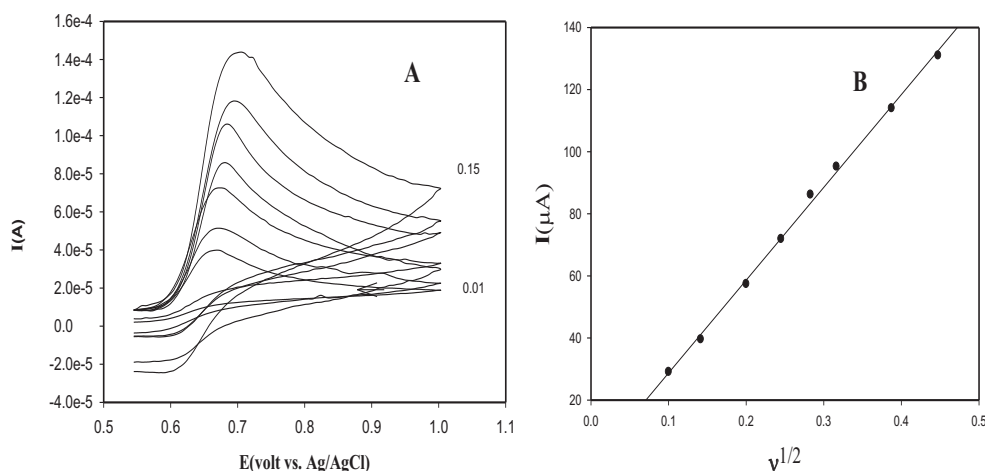 1.6e-4
1.4e-4
1.2e-4
1.0e-4
8.0e-5
6.0e-5
4.0e-5
2.0e-5
0.0
-2.0e-5
-4.0e-5
I(A)
A
0.15
0.01
0.5 0.6 0.7 0.8 0.9 1.0 1.1
E(volt vs. Ag/AgCl)
140
120
100
80
60
40
20
I(μA)
B
0.0 0.1 0.2 0.3 0.4 0.5
ν1/2